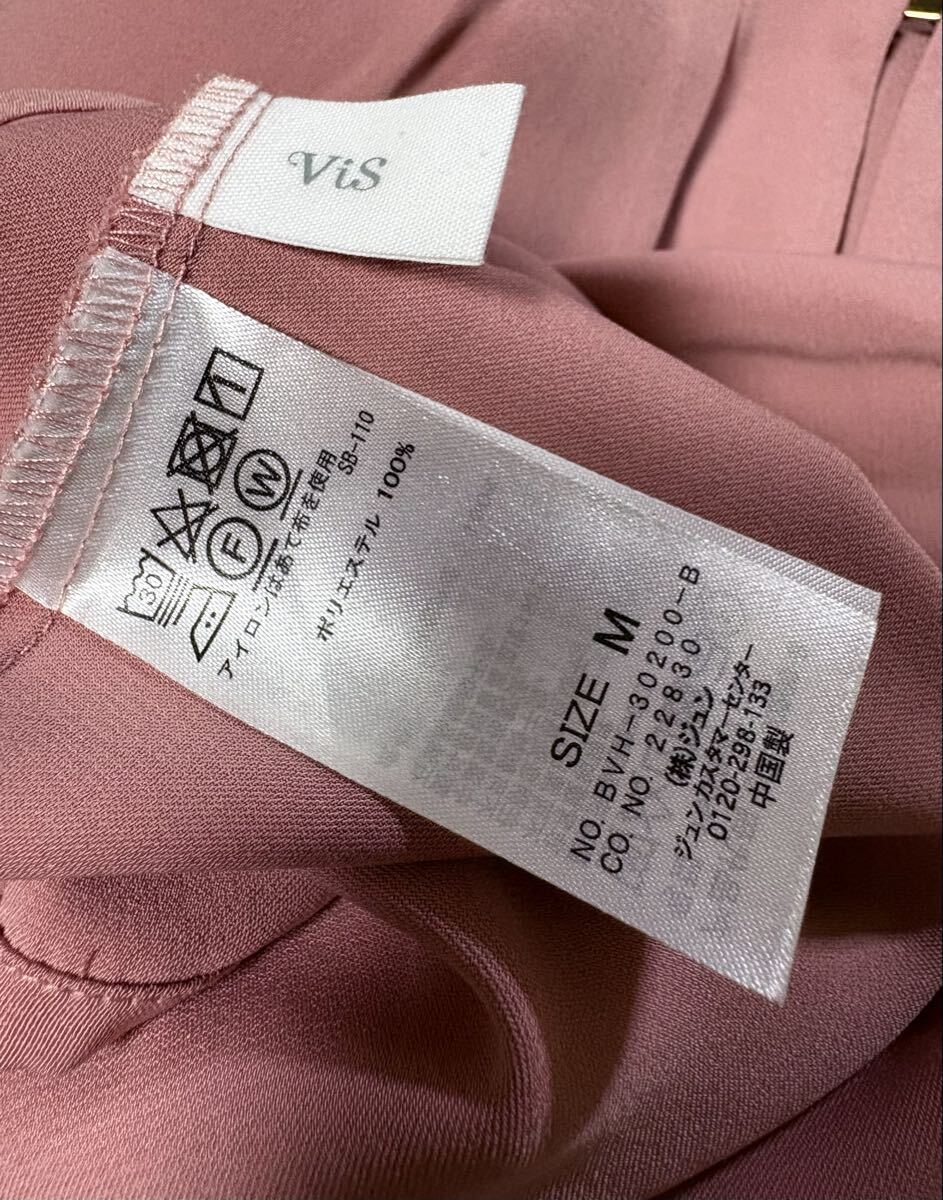 ViS
30
F
W
アイロンはあて布を使用
SB-110
ポリエステル 100%
SIZE M
NO. BVH-30200-B
CO. NO. 22830
(株)ジュン
ジュン カスタマーセンター
0120-298-133
中国製